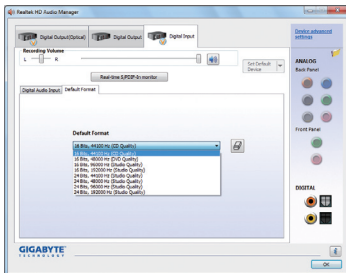 Realtek HD Audio Manager
Digital Output(Optical)
Digital Output
Digital Input
Device advanced settings
Recording Volume
L
R
Set Default Device
ANALOG
Back Panel
Real-time S/PDIF-In monitor
Digital Audio Input
Default Format
Front Panel
Default Format
16 Bits, 44100 Hz (CD Quality)
16 Bits, 44100 Hz (CD Quality)
16 Bits, 48000 Hz (DVD Quality)
16 Bits, 96000 Hz (Studio Quality)
16 Bits, 192000 Hz (Studio Quality)
24 Bits, 44100 Hz (Studio Quality)
24 Bits, 48000 Hz (Studio Quality)
24 Bits, 96000 Hz (Studio Quality)
24 Bits, 192000 Hz (Studio Quality)
DIGITAL
GIGABYTE
TECHNOLOGY
i
OK